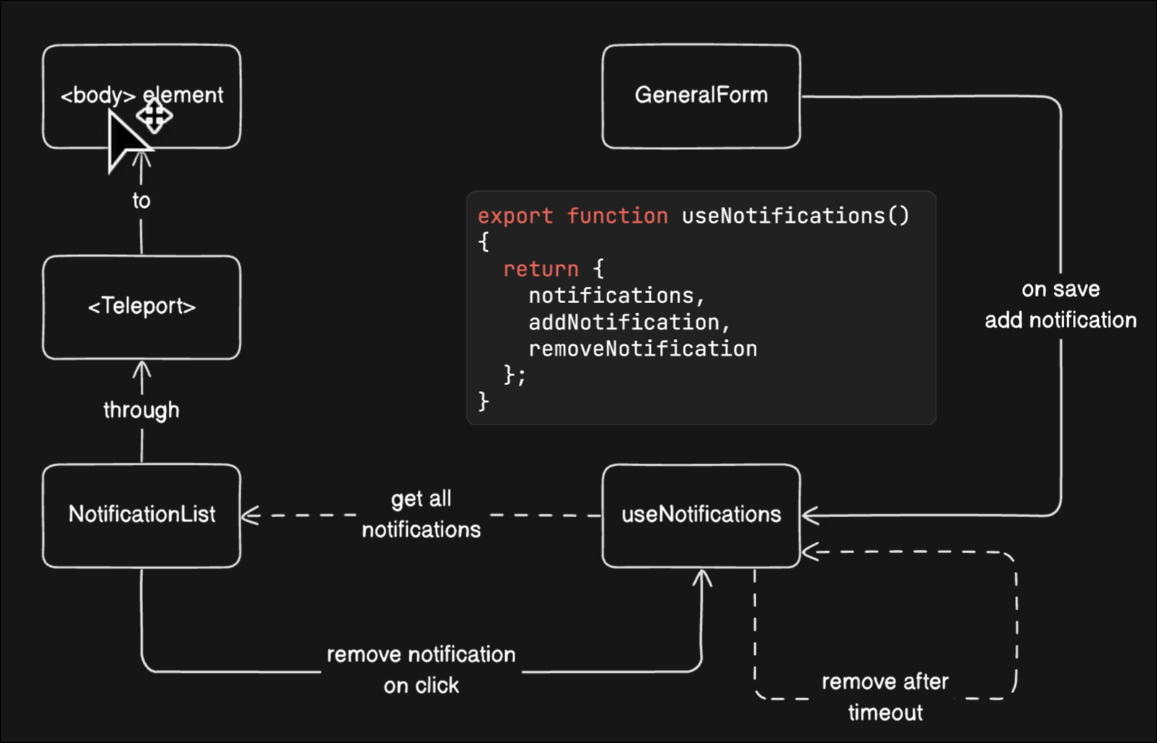 <body> element
GeneralForm
to
export function useNotifications()
{
return {
notifications,
addNotification,
removeNotification
};
}
on save
add notification
<Teleport>
through
NotificationList
get all
notifications
useNotifications
remove notification
on click
remove after
timeout